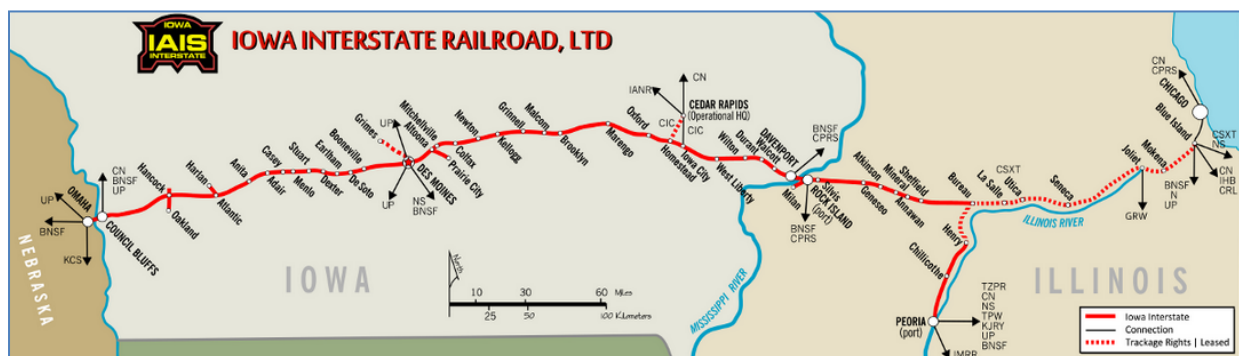 IOWA
IAIS
INTERSTATE
IOWA INTERSTATE RAILROAD, LTD
NEBRASKA
IOWA
ILLINOIS
OMAHA
UP
BNSF
KCS
CN
BNSF
UP
COUNCIL BLUFFS
Hancock
Oakland
Harlan
Atlantic
Anita
Adair
Casey
Menlo
Stuart
Dexter
Earlham
De Soto
Booneville
Grimes
UP
DES MOINES
UP
NS
BNSF
Altoona
Mitchellville
Prairie City
Colfax
Newton
Kellogg
Grinnell
Malcom
Brooklyn
Marengo
Oxford
Homestead
IANR
CN
CEDAR RAPIDS
(Operational HQ)
CIC
CIC
Iowa City
West Liberty
Wilton
Durant
Walcott
DAVENPORT
BNSF
CPRS
Milan
ROCK ISLAND
(port)
BNSF
CPRS
Silvis
Geneseo
Atkinson
Annawan
Mineral
Sheffield
Bureau
Henry
Chillicothe
PEORIA
(port)
TZPR
CN
NS
TPW
KJRY
UP
BNSF
IMRR
CSXT
La Salle
Utica
Seneca
Joliet
GRW
Mokena
Blue Island
CHICAGO
CN
CPRS
CSXT
NS
CN
IHB
CRL
BNSF
N
UP
MISSISSIPPI RIVER
ILLINOIS RIVER
North
10 30 60 Miles
25 50 100 Kilometers
Iowa Interstate
Connection
Trackage Rights | Leased